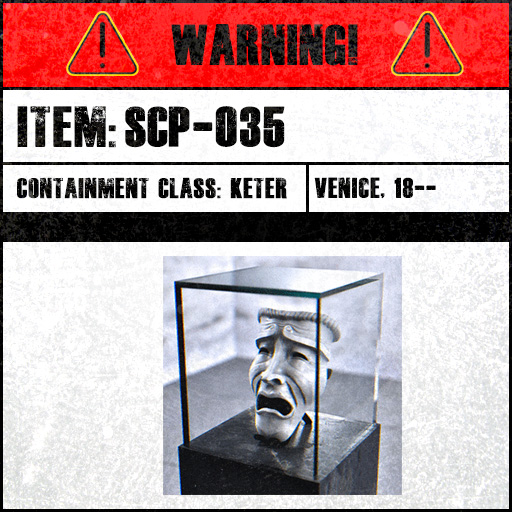 WARNING!
ITEM: SCP-035
CONTAINMENT CLASS: KETER
VENICE. 18--